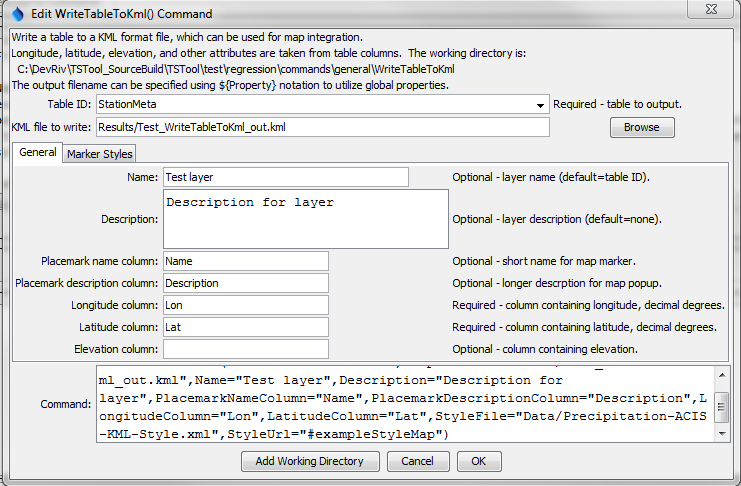 Edit WriteTableToKml() Command
Write a table to a KML format file, which can be used for map integration.
Longitude, latitude, elevation, and other attributes are taken from table columns. The working directory is:
C:\DevRiv\TSTool_SourceBuild\TSTool\test\regression\commands\general\WriteTableToKml
The output filename can be specified using ${Property} notation to utilize global properties.
Table ID: StationMeta Required - table to output.
KML file to write: Results/Test_WriteTableToKml_out.kml Browse
General Marker Styles
Name: Test layer Optional - layer name (default=table ID).
Description: Description for layer Optional - layer description (default=none).
Placemark name column: Name Optional - short name for map marker.
Placemark description column: Description Optional - longer descrption for map popup.
Longitude column: Lon Required - column containing longitude, decimal degrees.
Latitude column: Lat Required - column containing latitude, decimal degrees.
Elevation column: Optional - column containing elevation.
Command: ml_out.kml",Name="Test layer",Description="Description for
layer",PlacemarkNameColumn="Name",PlacemarkDescriptionColumn="Description",L
ongitudeColumn="Lon",LatitudeColumn="Lat",StyleFile="Data/Precipitation-ACIS
-KML-Style.xml",StyleUrl="#exampleStyleMap")
Add Working Directory Cancel OK